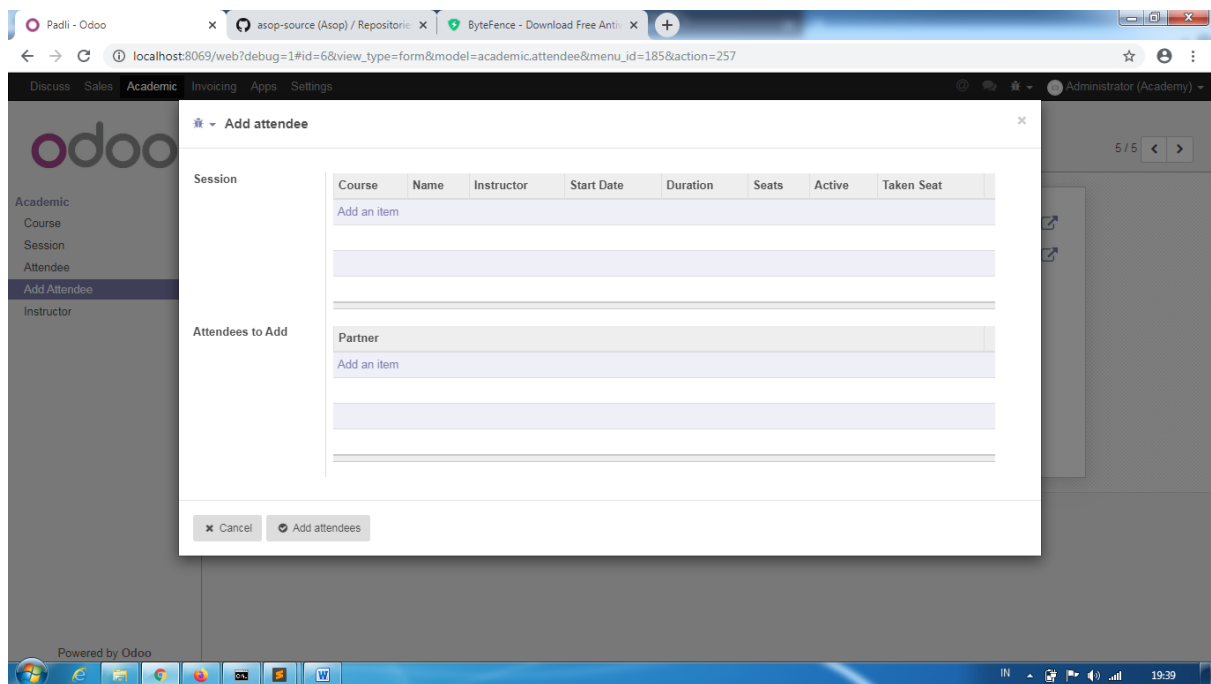 Padli - Odoo
asop-source (Asop) / Repositorie
ByteFence - Download Free Anti
localhost:8069/web?debug=1#id=6&view_type=form&model=academic.attendee&menu_id=185&action=257
Discuss Sales Academic Invoicing Apps Settings
@ Administrator (Academy)
odoo
Add attendee
×
5 / 5
Session
Course Name Instructor Start Date Duration Seats Active Taken Seat
Add an item
Academic
Course
Session
Attendee
Add Attendee
Instructor
Attendees to Add
Partner
Add an item
Cancel Add attendees
Powered by Odoo
IN 19:39